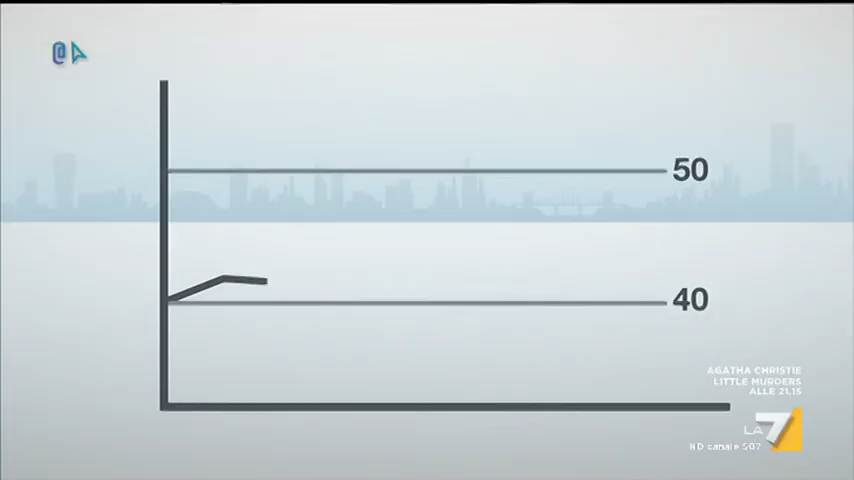 @
50
40
AGATHA CHRISTIE
LITTLE MURDERS
ALLE 21.15
LA 7
HD canale 507